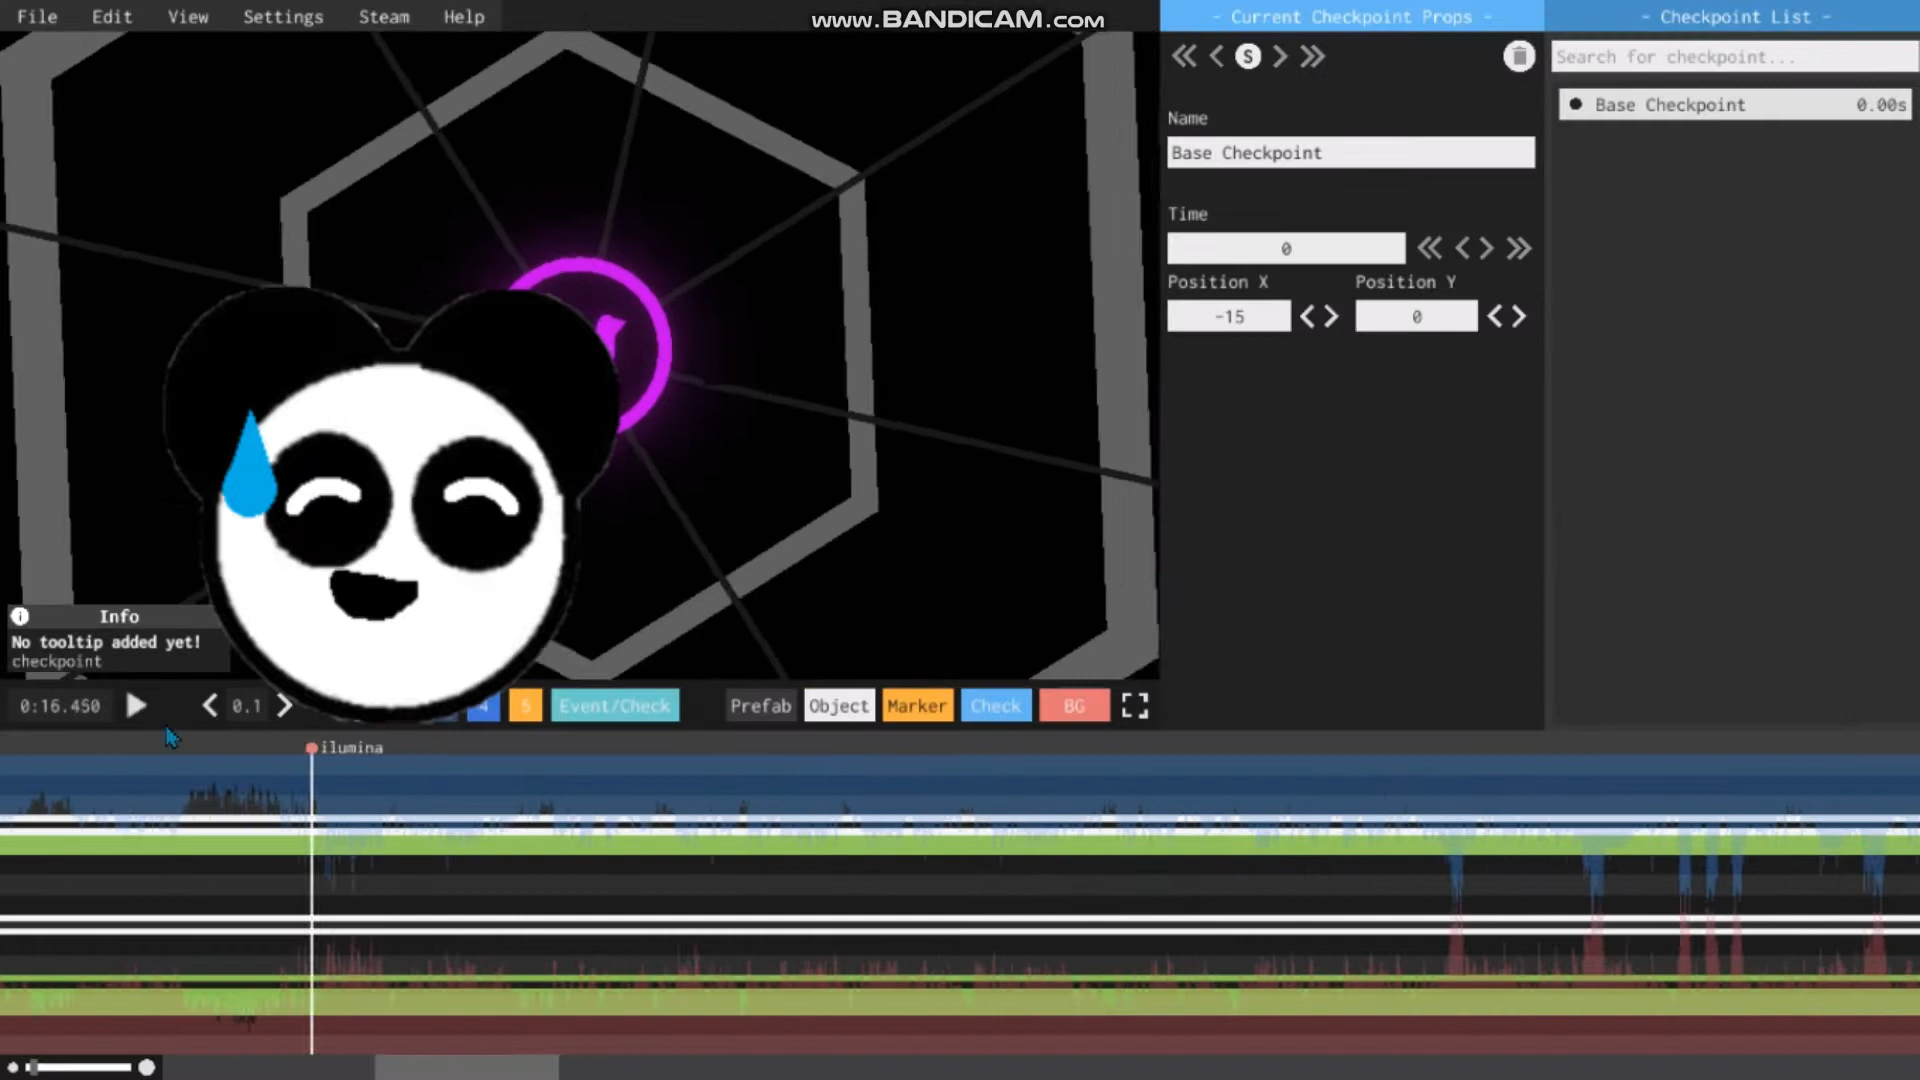 File Edit View Settings Steam Help
www.BANDICAM.com
- Current Checkpoint Props -
- Checkpoint List -
S
Search for checkpoint...
Base Checkpoint 0.00s
Name
Base Checkpoint
Time
0
Position X Position Y
-15 0
Info
No tooltip added yet!
checkpoint
0:16.450 0.1 4 5 Event/Check Prefab Object Marker Check BG
ilumina